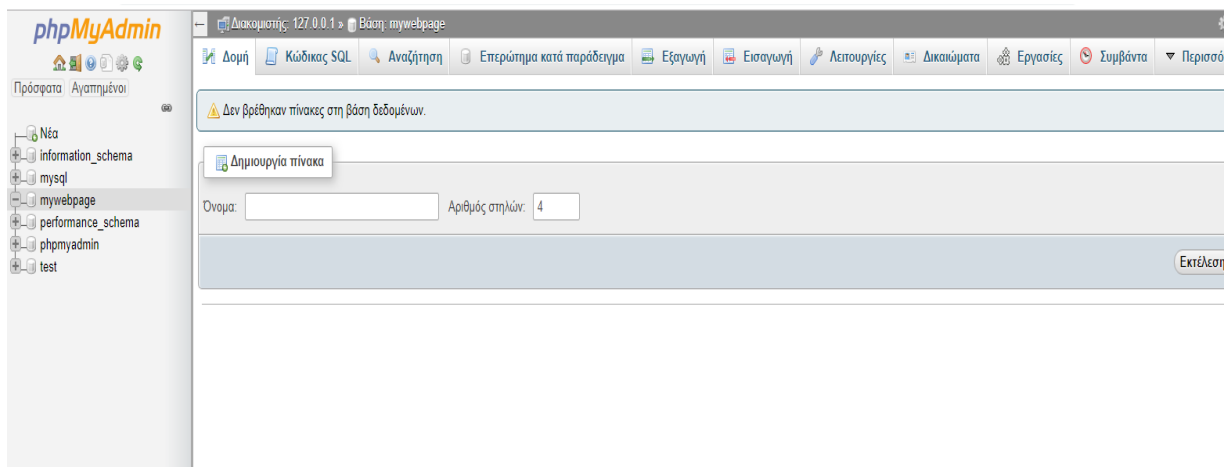 phpMyAdmin
Πρόσφατα Αγαπημένοι
Νέα
information_schema
mysql
mywebpage
performance_schema
phpmyadmin
test
← Διακομιστής: 127.0.0.1 » Βάση: mywebpage
Δομή Κώδικας SQL Αναζήτηση Επερώτημα κατά παράδειγμα Εξαγωγή Εισαγωγή Λειτουργίες Δικαιώματα Εργασίες Συμβάντα Περισσό
Δεν βρέθηκαν πίνακες στη βάση δεδομένων.
Δημιουργία πίνακα
Όνομα: Αριθμός στηλών: 4
Εκτέλεση